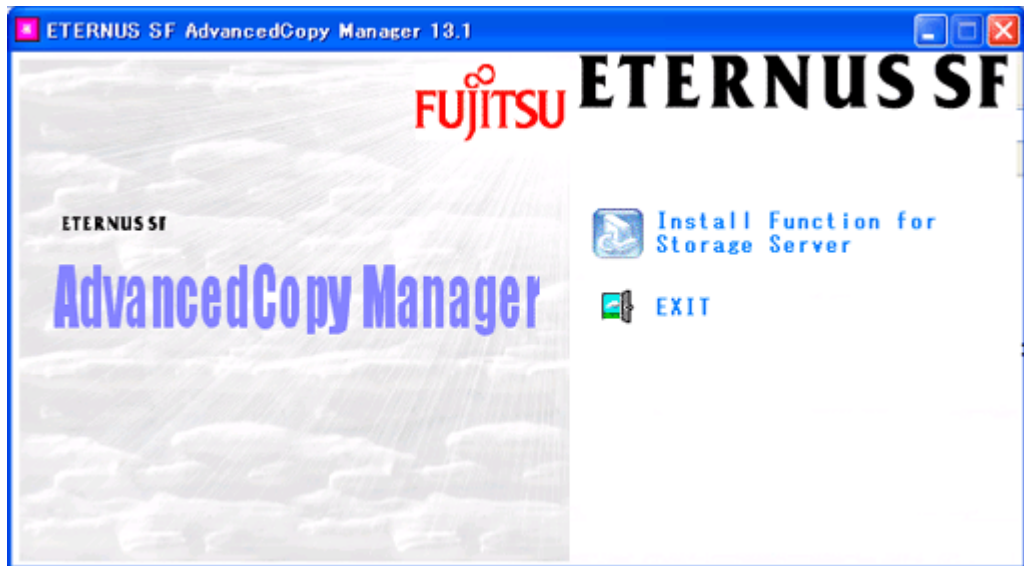 ETERNUS SF AdvancedCopy Manager 13.1
FUJITSU
ETERNUS SF
ETERNUS SF
AdvancedCopy Manager
Install Function for
Storage Server
EXIT